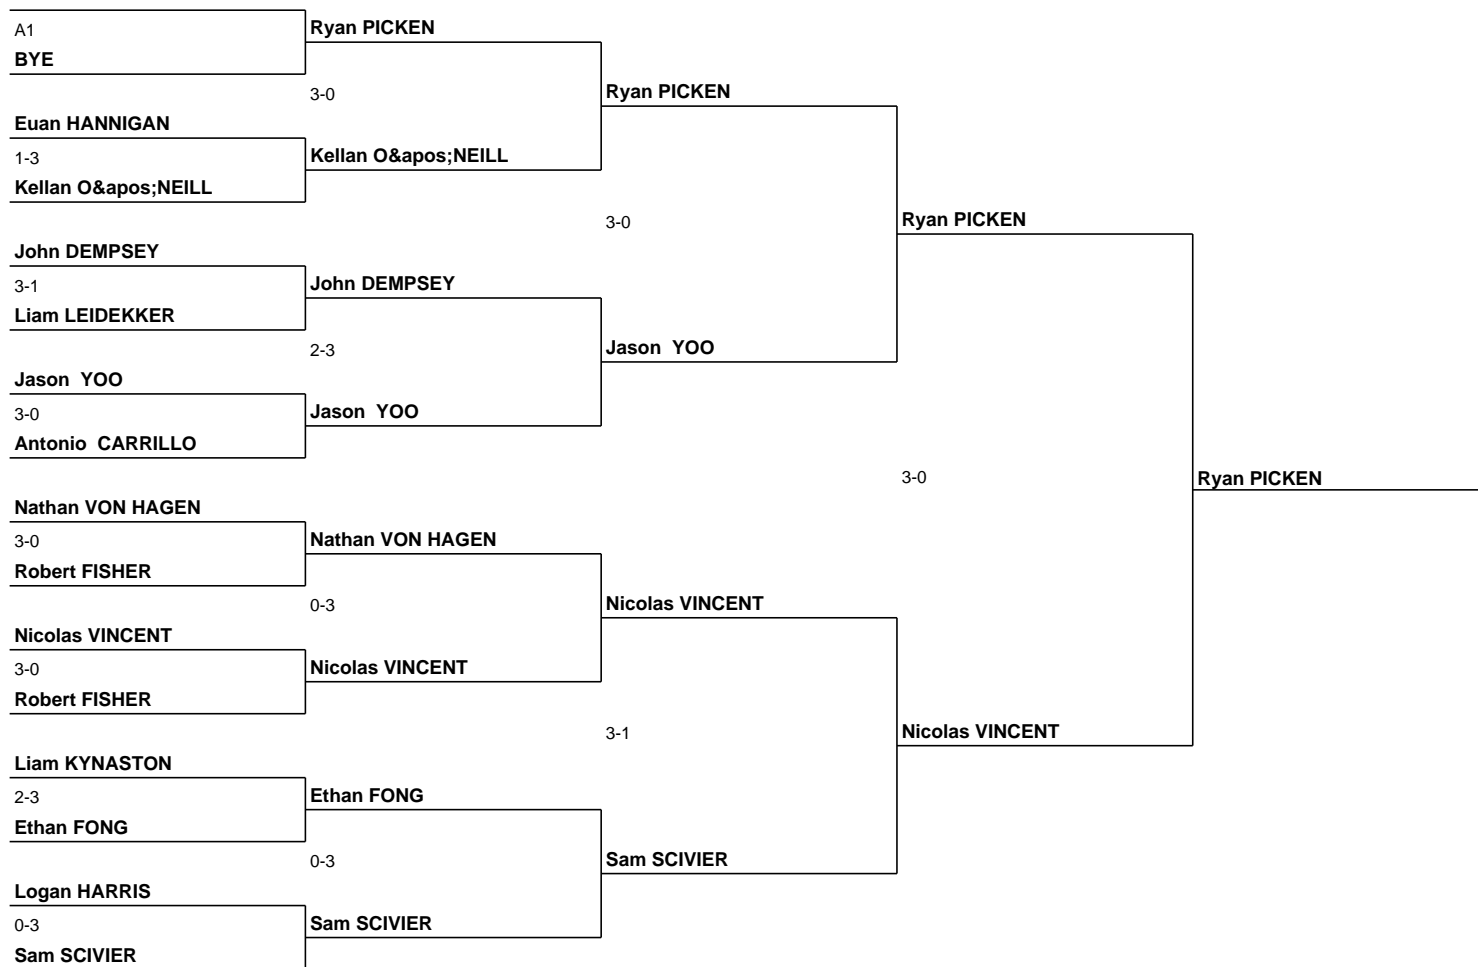 A1
BYE
Euan HANNIGAN
1-3
Kellan O&apos;NEILL
John DEMPSEY
3-1
Liam LEIDEKKER
Jason  YOO
3-0
Antonio  CARRILLO
Nathan VON HAGEN
3-0
Robert FISHER
Nicolas VINCENT
3-0
Robert FISHER
Liam KYNASTON
2-3
Ethan FONG
Logan HARRIS
0-3
Sam SCIVIER
Ryan PICKEN
3-0
Kellan O&apos;NEILL
John DEMPSEY
2-3
Jason  YOO
Nathan VON HAGEN
0-3
Nicolas VINCENT
Ethan FONG
0-3
Sam SCIVIER
Ryan PICKEN
3-0
Jason  YOO
Nicolas VINCENT
3-1
Sam SCIVIER
Ryan PICKEN
3-0
Nicolas VINCENT
Ryan PICKEN